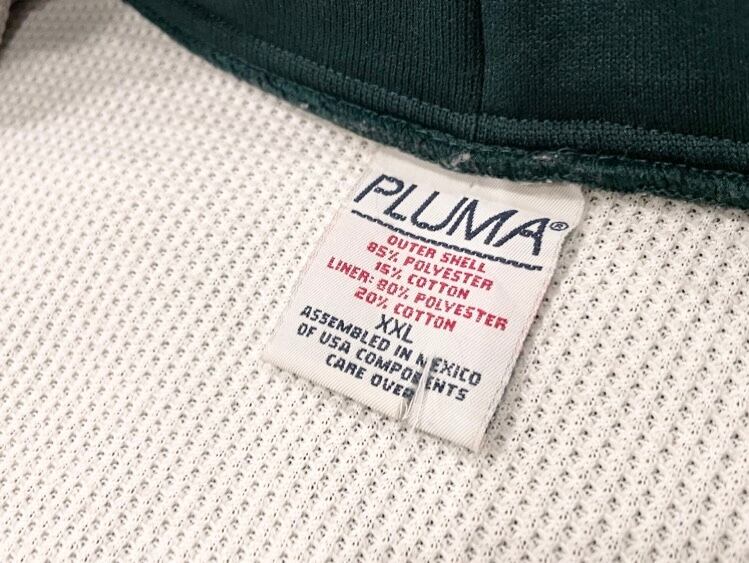 PLUMA®
OUTER SHELL
85% POLYESTER
15% COTTON
LINER: 80% POLYESTER
20% COTTON
XXL
ASSEMBLED IN MEXICO
OF USA COMPONENTS
CARE OVER